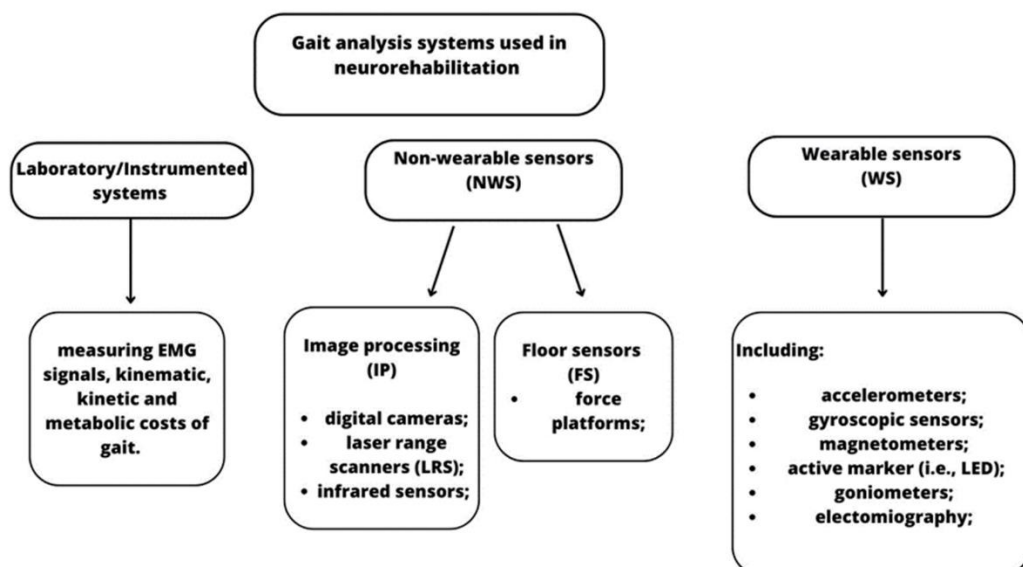 Gait analysis systems used in
neurorehabilitation
Laboratory/Instrumented
systems
Non-wearable sensors
(NWS)
Wearable sensors
(WS)
measuring EMG
signals, kinematic,
kinetic and
metabolic costs of
gait.
Image processing
(IP)
• digital cameras;
• laser range
scanners (LRS);
• infrared sensors;
Floor sensors
(FS)
• force
platforms;
Including:
• accelerometers;
• gyroscopic sensors;
• magnetometers;
• active marker (i.e., LED);
• goniometers;
• electomiography;